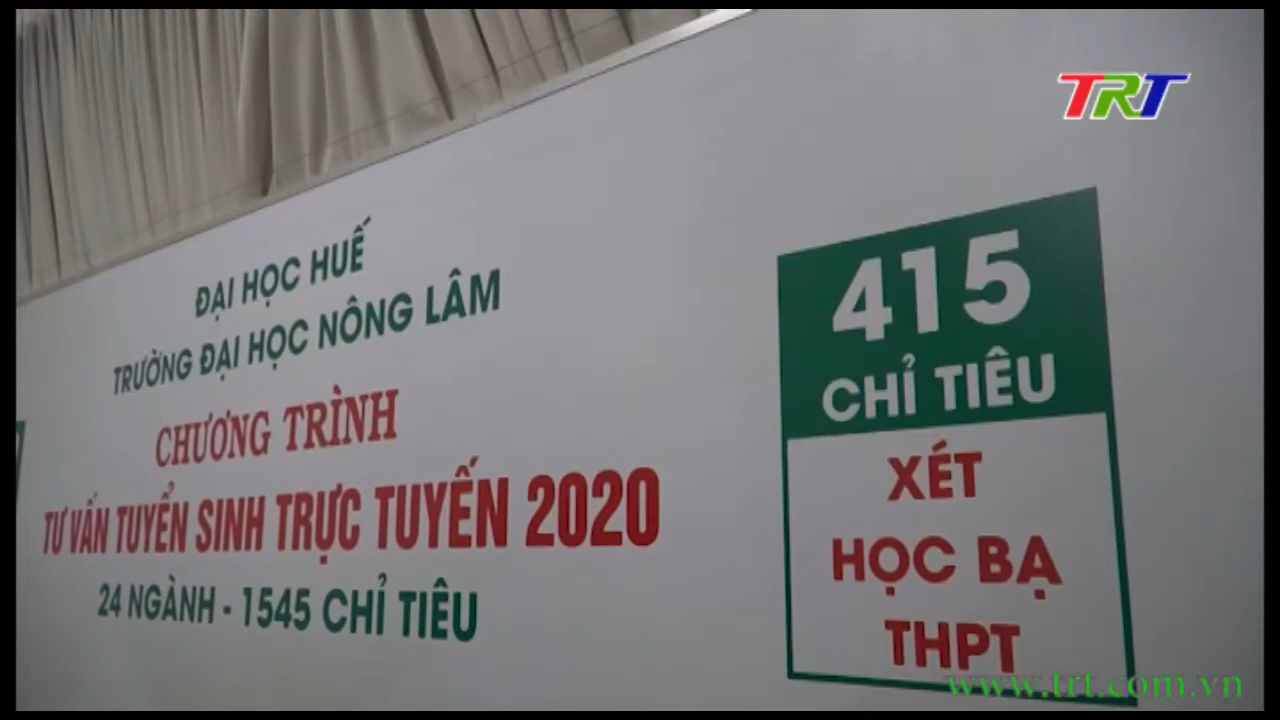 TRT
ĐẠI HỌC HUẾ
TRƯỜNG ĐẠI HỌC NÔNG LÂM
CHƯƠNG TRÌNH
TƯ VẤN TUYỂN SINH TRỰC TUYẾN 2020
24 NGÀNH - 1545 CHỈ TIÊU
415
CHỈ TIÊU
XÉT
HỌC BẠ
THPT
www.trt.com.vn